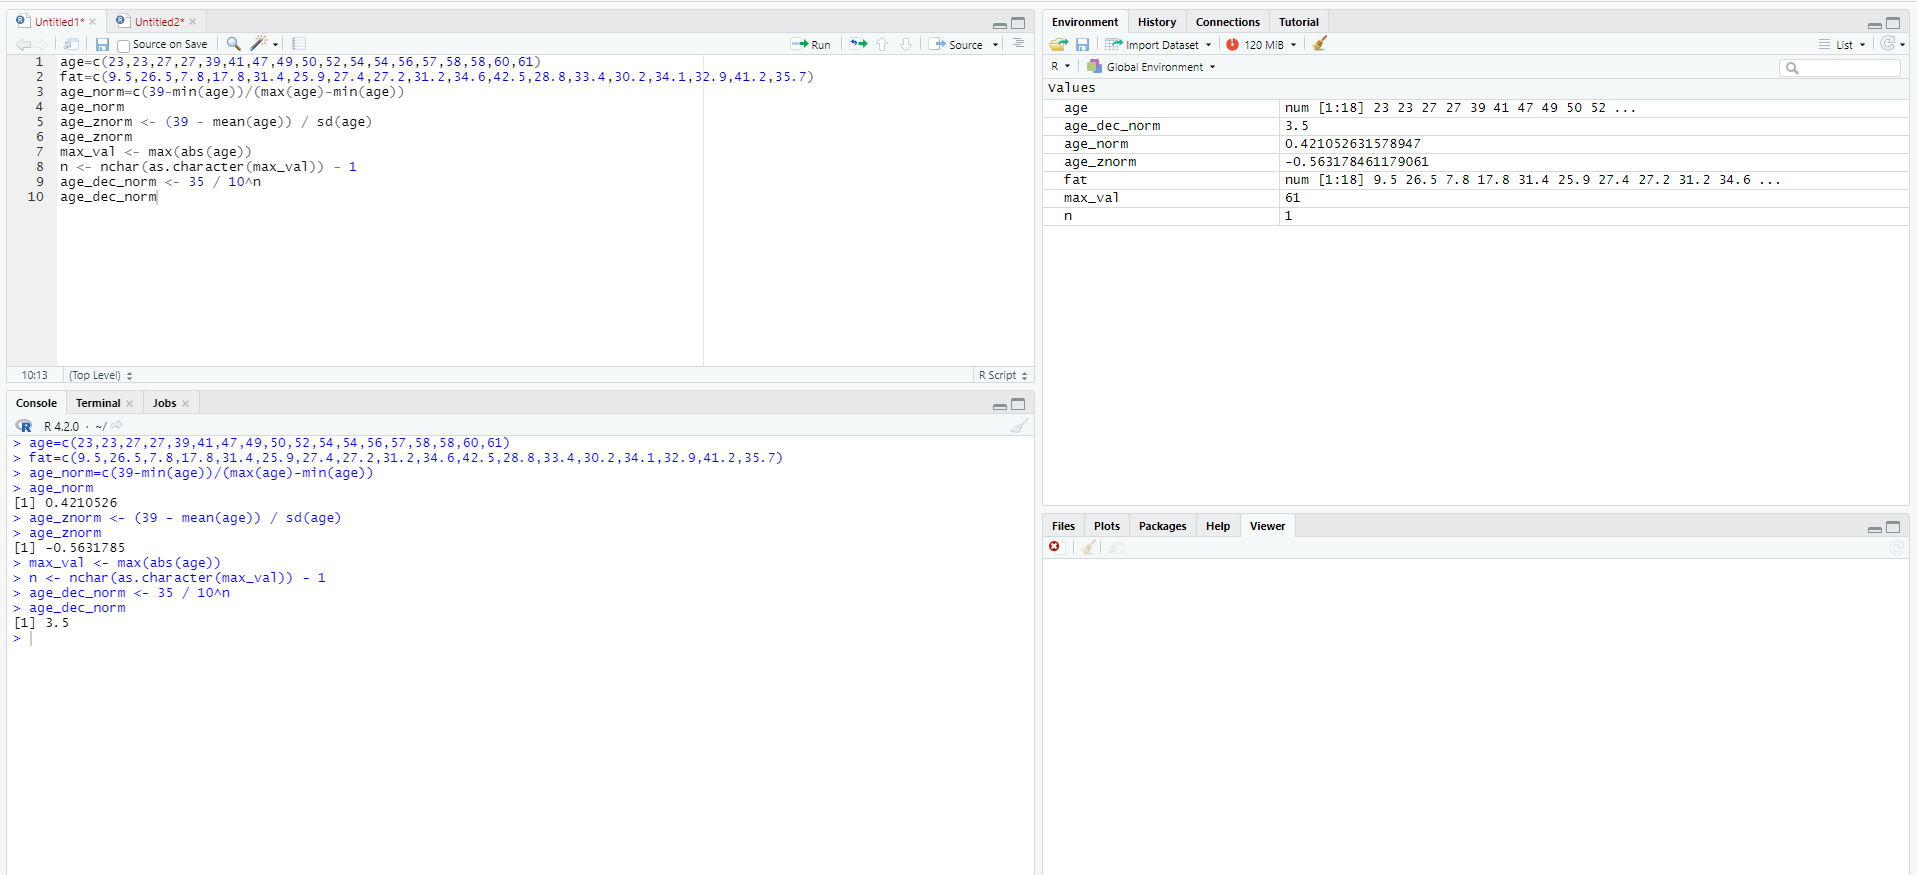 Untitled1*
Untitled2*
Source on Save
Run
Source
1 age=c(23,23,27,27,39,41,47,49,50,52,54,54,56,57,58,58,60,61)
2 fat=c(9.5,26.5,7.8,17.8,31.4,25.9,27.4,27.2,31.2,34.6,42.5,28.8,33.4,30.2,34.1,32.9,41.2,35.7)
3 age_norm=c(39-min(age))/(max(age)-min(age))
4 age_norm
5 age_znorm <- (39 - mean(age)) / sd(age)
6 age_znorm
7 max_val <- max(abs(age))
8 n <- nchar(as.character(max_val)) - 1
9 age_dec_norm <- 35 / 10^n
10 age_dec_norm
10:13 (Top Level) R Script
Console Terminal Jobs
R 4.2.0 · ~/
> age=c(23,23,27,27,39,41,47,49,50,52,54,54,56,57,58,58,60,61)
> fat=c(9.5,26.5,7.8,17.8,31.4,25.9,27.4,27.2,31.2,34.6,42.5,28.8,33.4,30.2,34.1,32.9,41.2,35.7)
> age_norm=c(39-min(age))/(max(age)-min(age))
> age_norm
[1] 0.4210526
> age_znorm <- (39 - mean(age)) / sd(age)
> age_znorm
[1] -0.5631785
> max_val <- max(abs(age))
> n <- nchar(as.character(max_val)) - 1
> age_dec_norm <- 35 / 10^n
> age_dec_norm
[1] 3.5
>
Environment History Connections Tutorial
Import Dataset 120 MiB List
R Global Environment
Values
age num [1:18] 23 23 27 27 39 41 47 49 50 52 ...
age_dec_norm 3.5
age_norm 0.421052631578947
age_znorm -0.563178461179061
fat num [1:18] 9.5 26.5 7.8 17.8 31.4 25.9 27.4 27.2 31.2 34.6 ...
max_val 61
n 1
Files Plots Packages Help Viewer